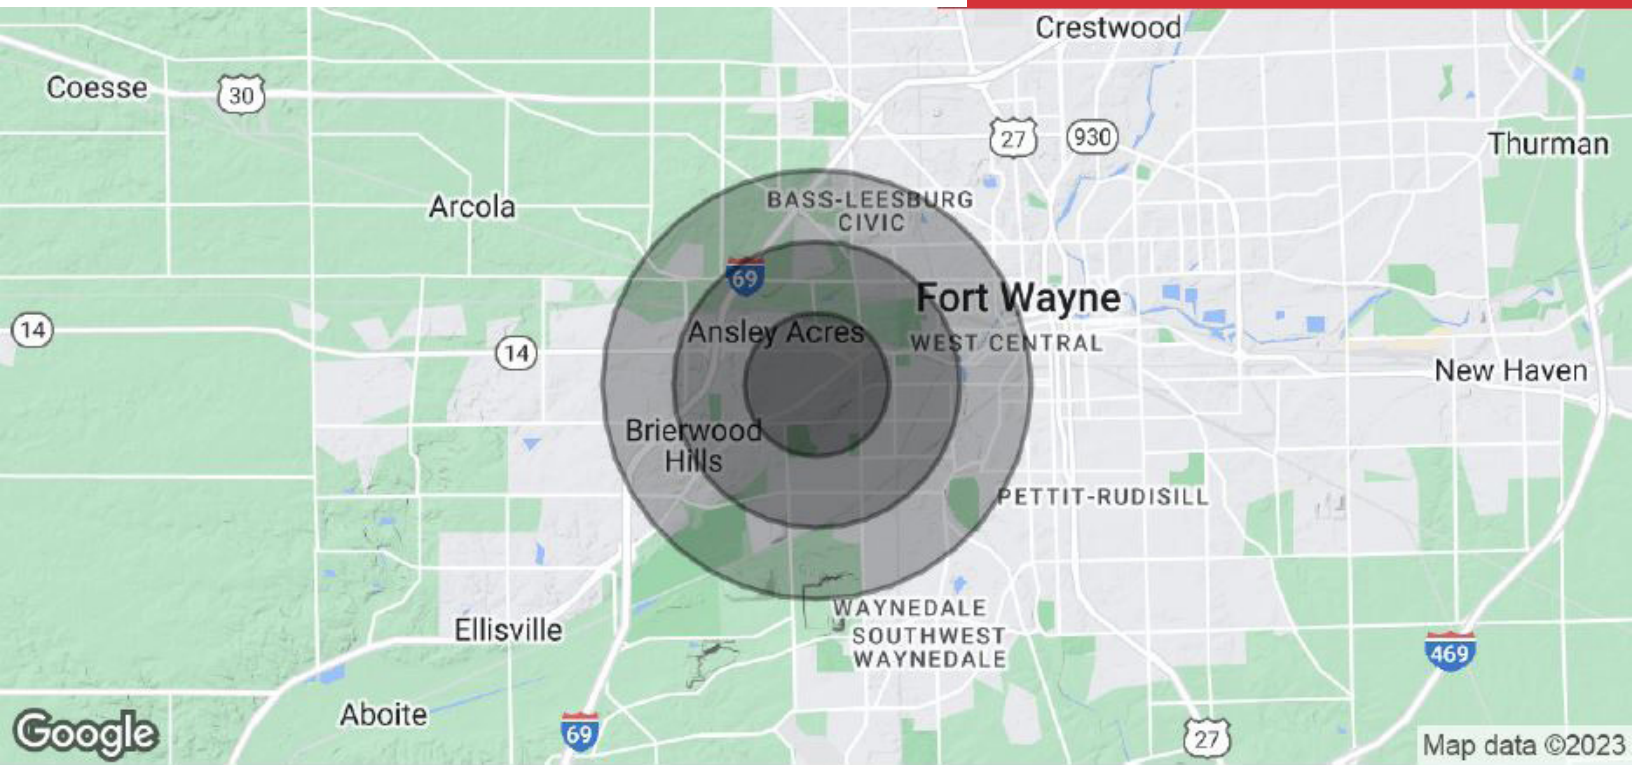 Crestwood
Coesse
30
27
930
Thurman
Arcola
BASS-LEESBURG
CIVIC
69
Fort Wayne
14
Ansley Acres
WEST CENTRAL
14
New Haven
Brierwood
Hills
PETTIT-RUDISILL
WAYNEDALE
Ellisville
SOUTHWEST
WAYNEDALE
469
Aboite
Google
69
27
Map data ©2023